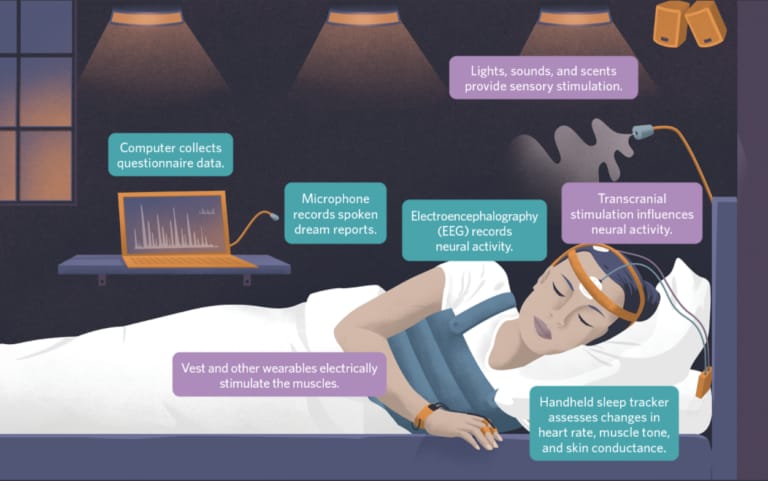 Lights, sounds, and scents
provide sensory stimulation.
Computer collects
questionnaire data.
Microphone
records spoken
dream reports.
Electroencephalography
(EEG) records
neural activity.
Transcranial
stimulation influences
neural activity.
Vest and other wearables electrically
stimulate the muscles.
Handheld sleep tracker
assesses changes in
heart rate, muscle tone,
and skin conductance.